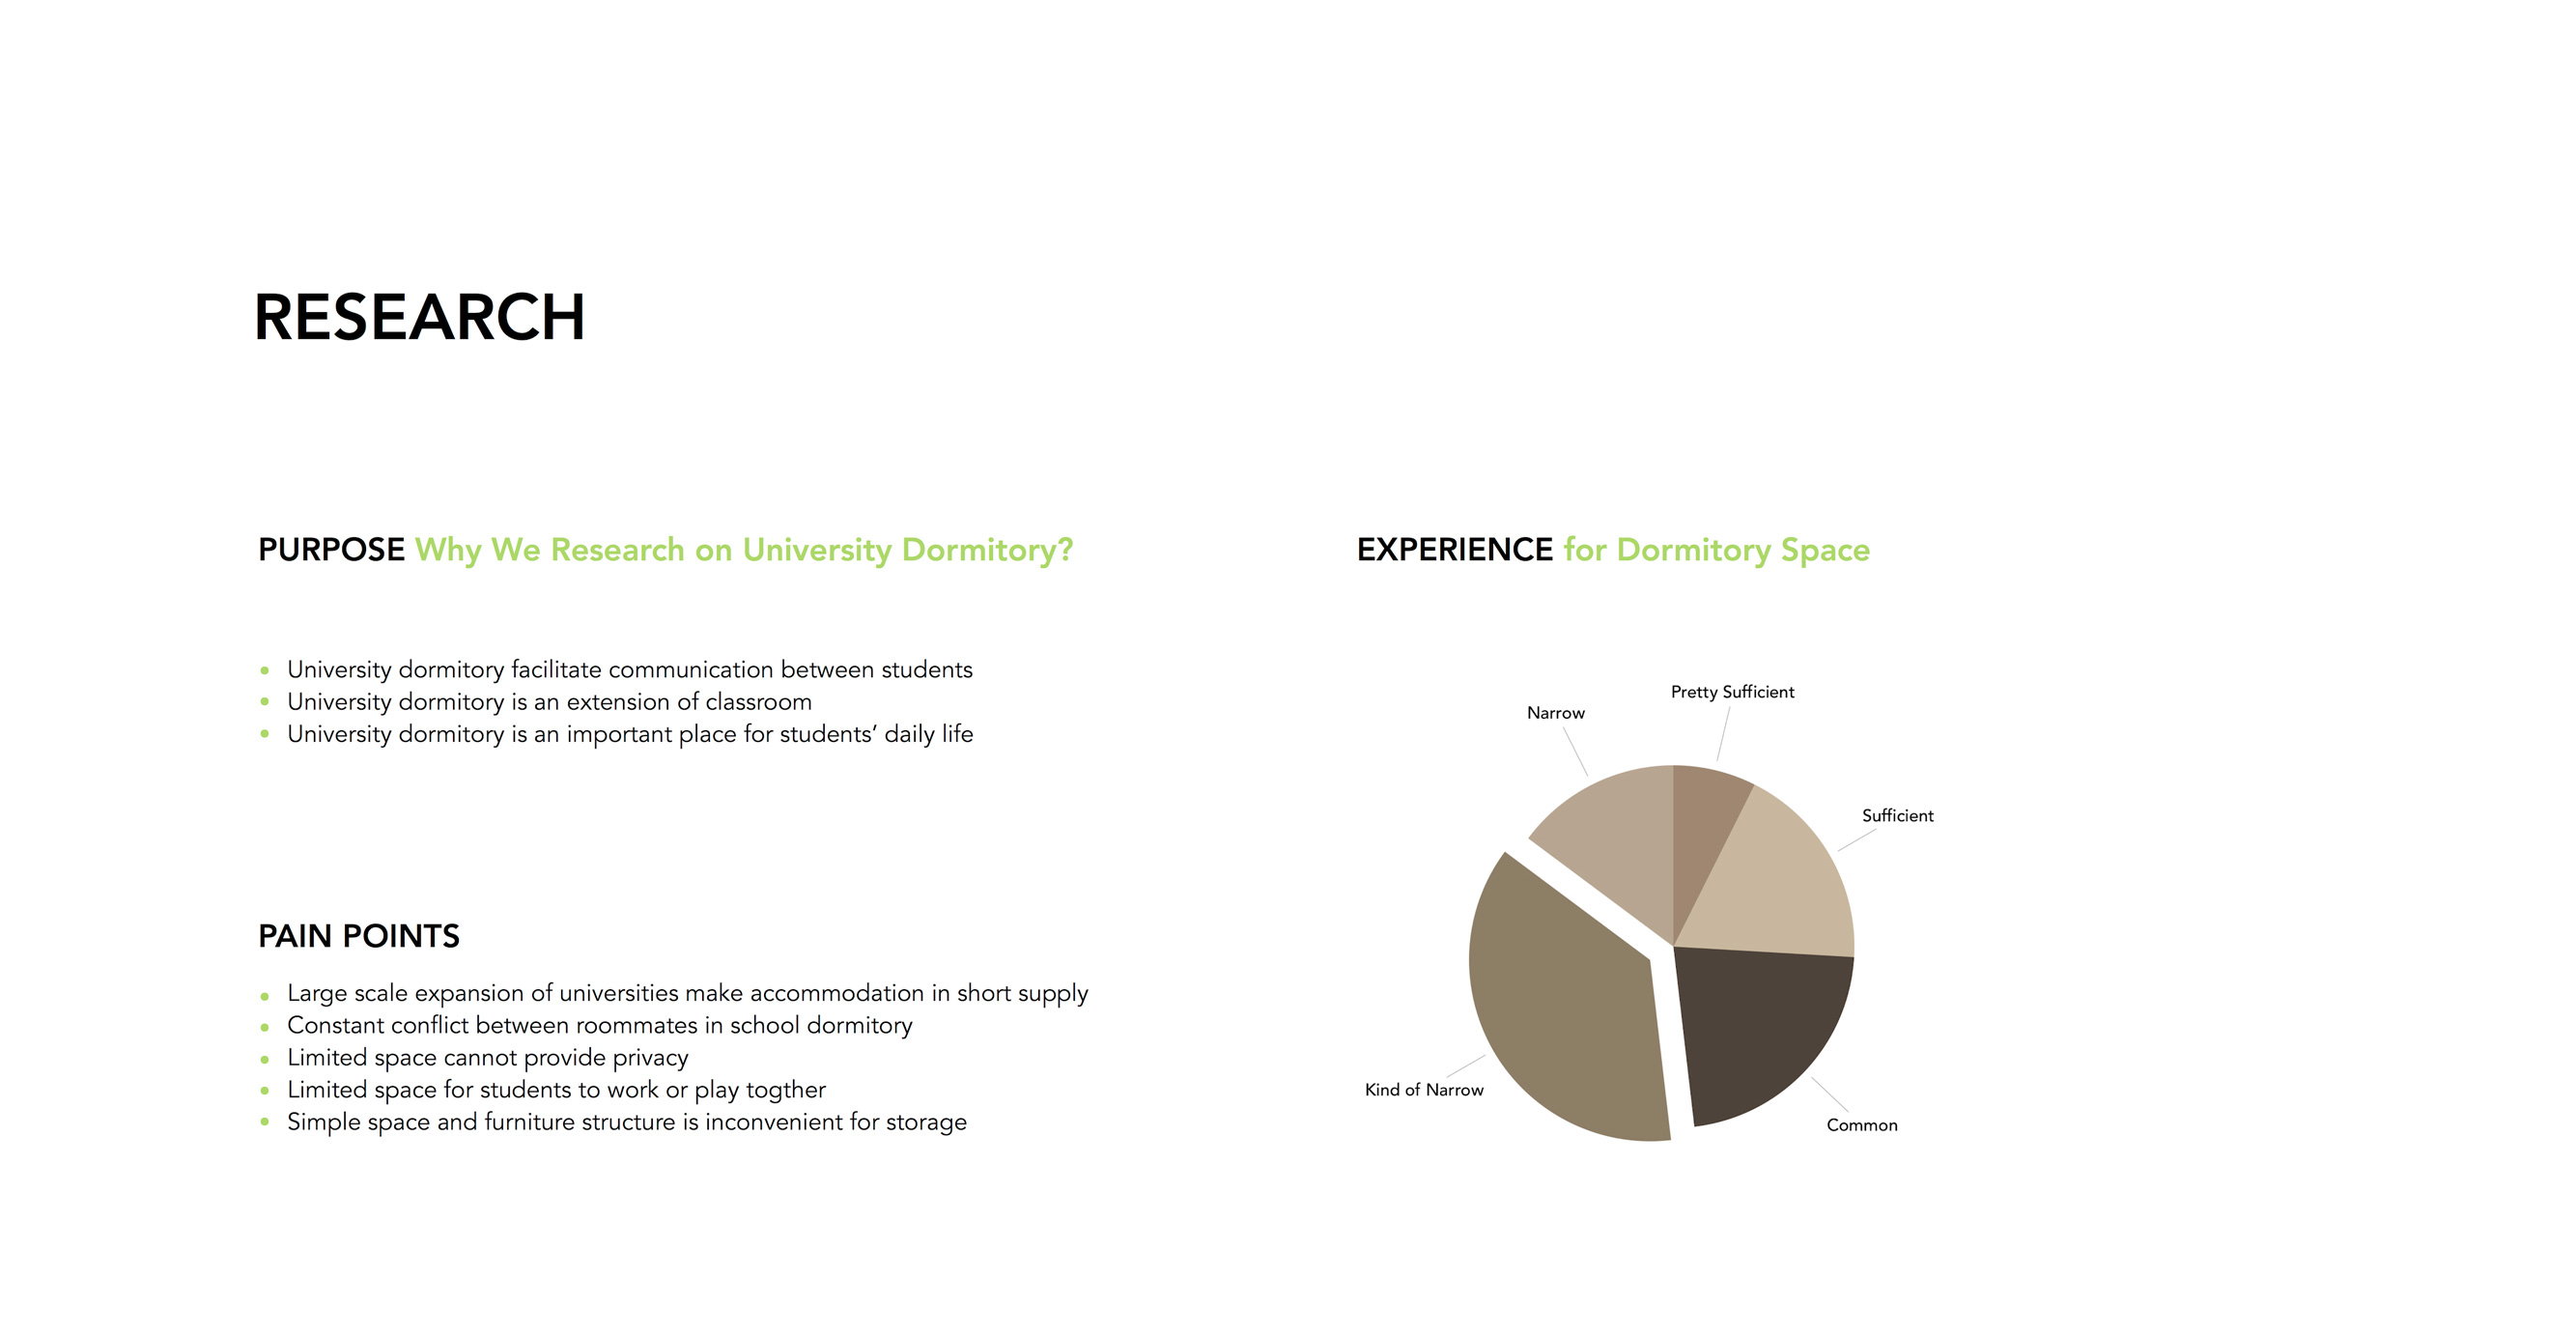 RESEARCH
PURPOSE Why We Research on University Dormitory?
University dormitory facilitate communication between students
University dormitory is an extension of classroom
University dormitory is an important place for students’ daily life
PAIN POINTS
Large scale expansion of universities make accommodation in short supply
Constant conflict between roommates in school dormitory
Limited space cannot provide privacy
Limited space for students to work or play togther
Simple space and furniture structure is inconvenient for storage
EXPERIENCE for Dormitory Space
Pretty Sufficient
Narrow
Sufficient
Kind of Narrow
Common